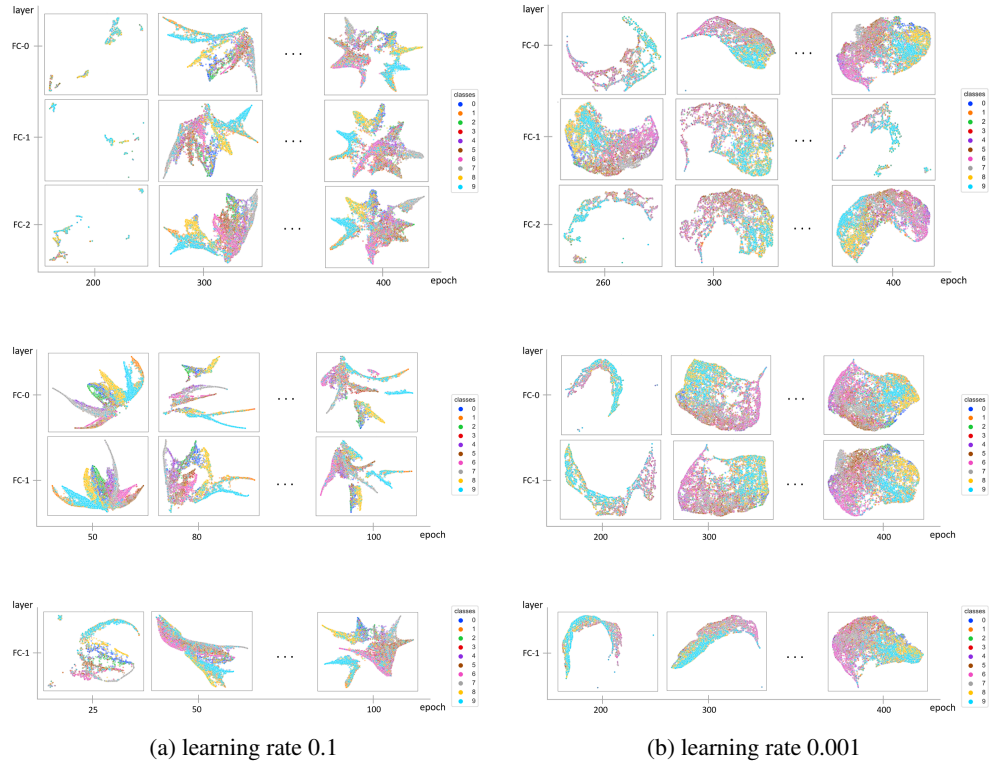 layer
FC-0
FC-1
FC-2
200
300
400
epoch
...
...
...
classes
0
1
2
3
4
5
6
7
8
9
layer
FC-0
FC-1
FC-2
260
300
400
epoch
...
...
...
classes
0
1
2
3
4
5
6
7
8
9
layer
FC-0
FC-1
50
80
100
epoch
...
...
classes
0
1
2
3
4
5
6
7
8
9
layer
FC-0
FC-1
200
300
400
epoch
...
...
classes
0
1
2
3
4
5
6
7
8
9
layer
FC-1
25
50
100
epoch
...
classes
0
1
2
3
4
5
6
7
8
9
layer
FC-1
200
300
400
epoch
...
classes
0
1
2
3
4
5
6
7
8
9
(a) learning rate 0.1
(b) learning rate 0.001